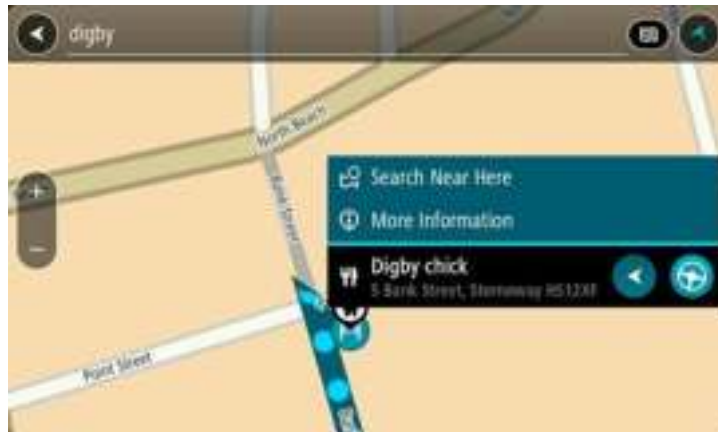 digby
North Beach
Bank Street
Search Near Here
More Information
Digby chick
5 Bank Street, Stornoway HS12XF
Point Street